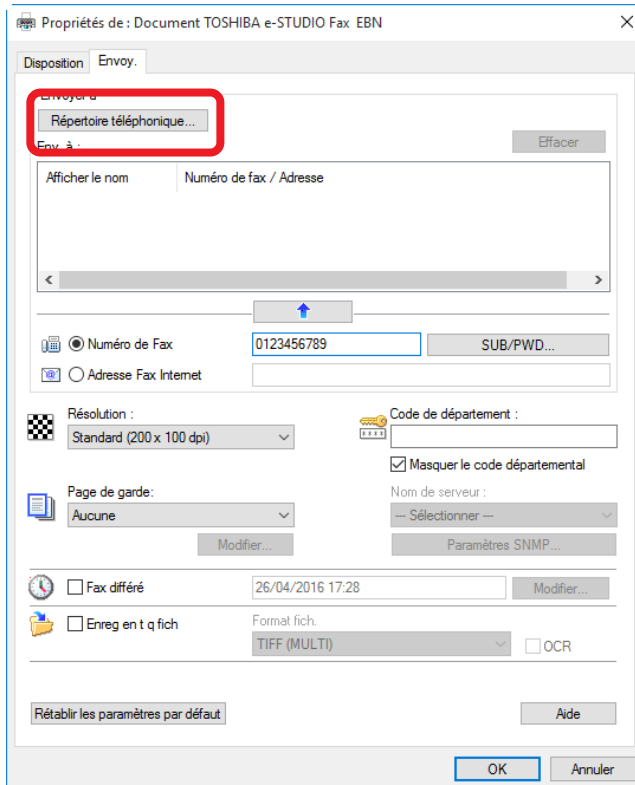 Propriétés de : Document TOSHIBA e-STUDIO Fax EBN
Disposition
Envoy.
Envoyer à
Répertoire téléphonique...
Env. à :
Effacer
Afficher le nom
Numéro de fax / Adresse
Numéro de Fax
0123456789
SUB/PWD...
Adresse Fax Internet
Résolution :
Code de département :
Standard (200 x 100 dpi)
Masquer le code départemental
Page de garde:
Nom de serveur :
Aucune
--- Sélectionner ---
Modifier...
Paramètres SNMP...
Fax différé
26/04/2016 17:28
Modifier...
Enreg en t q fich
Format fich.
TIFF (MULTI)
OCR
Rétablir les paramètres par défaut
Aide
OK
Annuler